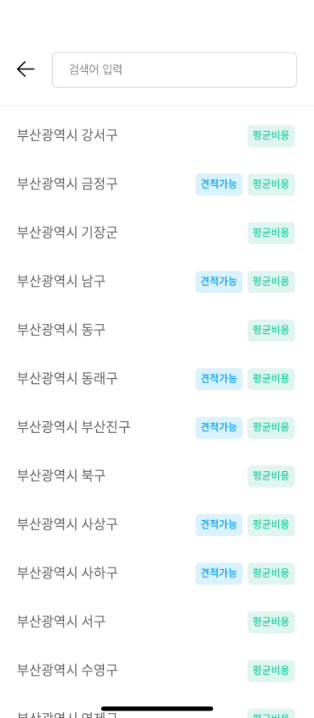 검색어 입력
부산광역시 강서구 평균비용
부산광역시 금정구 견적가능 평균비용
부산광역시 기장군 평균비용
부산광역시 남구 견적가능 평균비용
부산광역시 동구 평균비용
부산광역시 동래구 견적가능 평균비용
부산광역시 부산진구 견적가능 평균비용
부산광역시 북구 평균비용
부산광역시 사상구 견적가능 평균비용
부산광역시 사하구 견적가능 평균비용
부산광역시 서구 평균비용
부산광역시 수영구 평균비용
부산광역시 연제구 평균비용